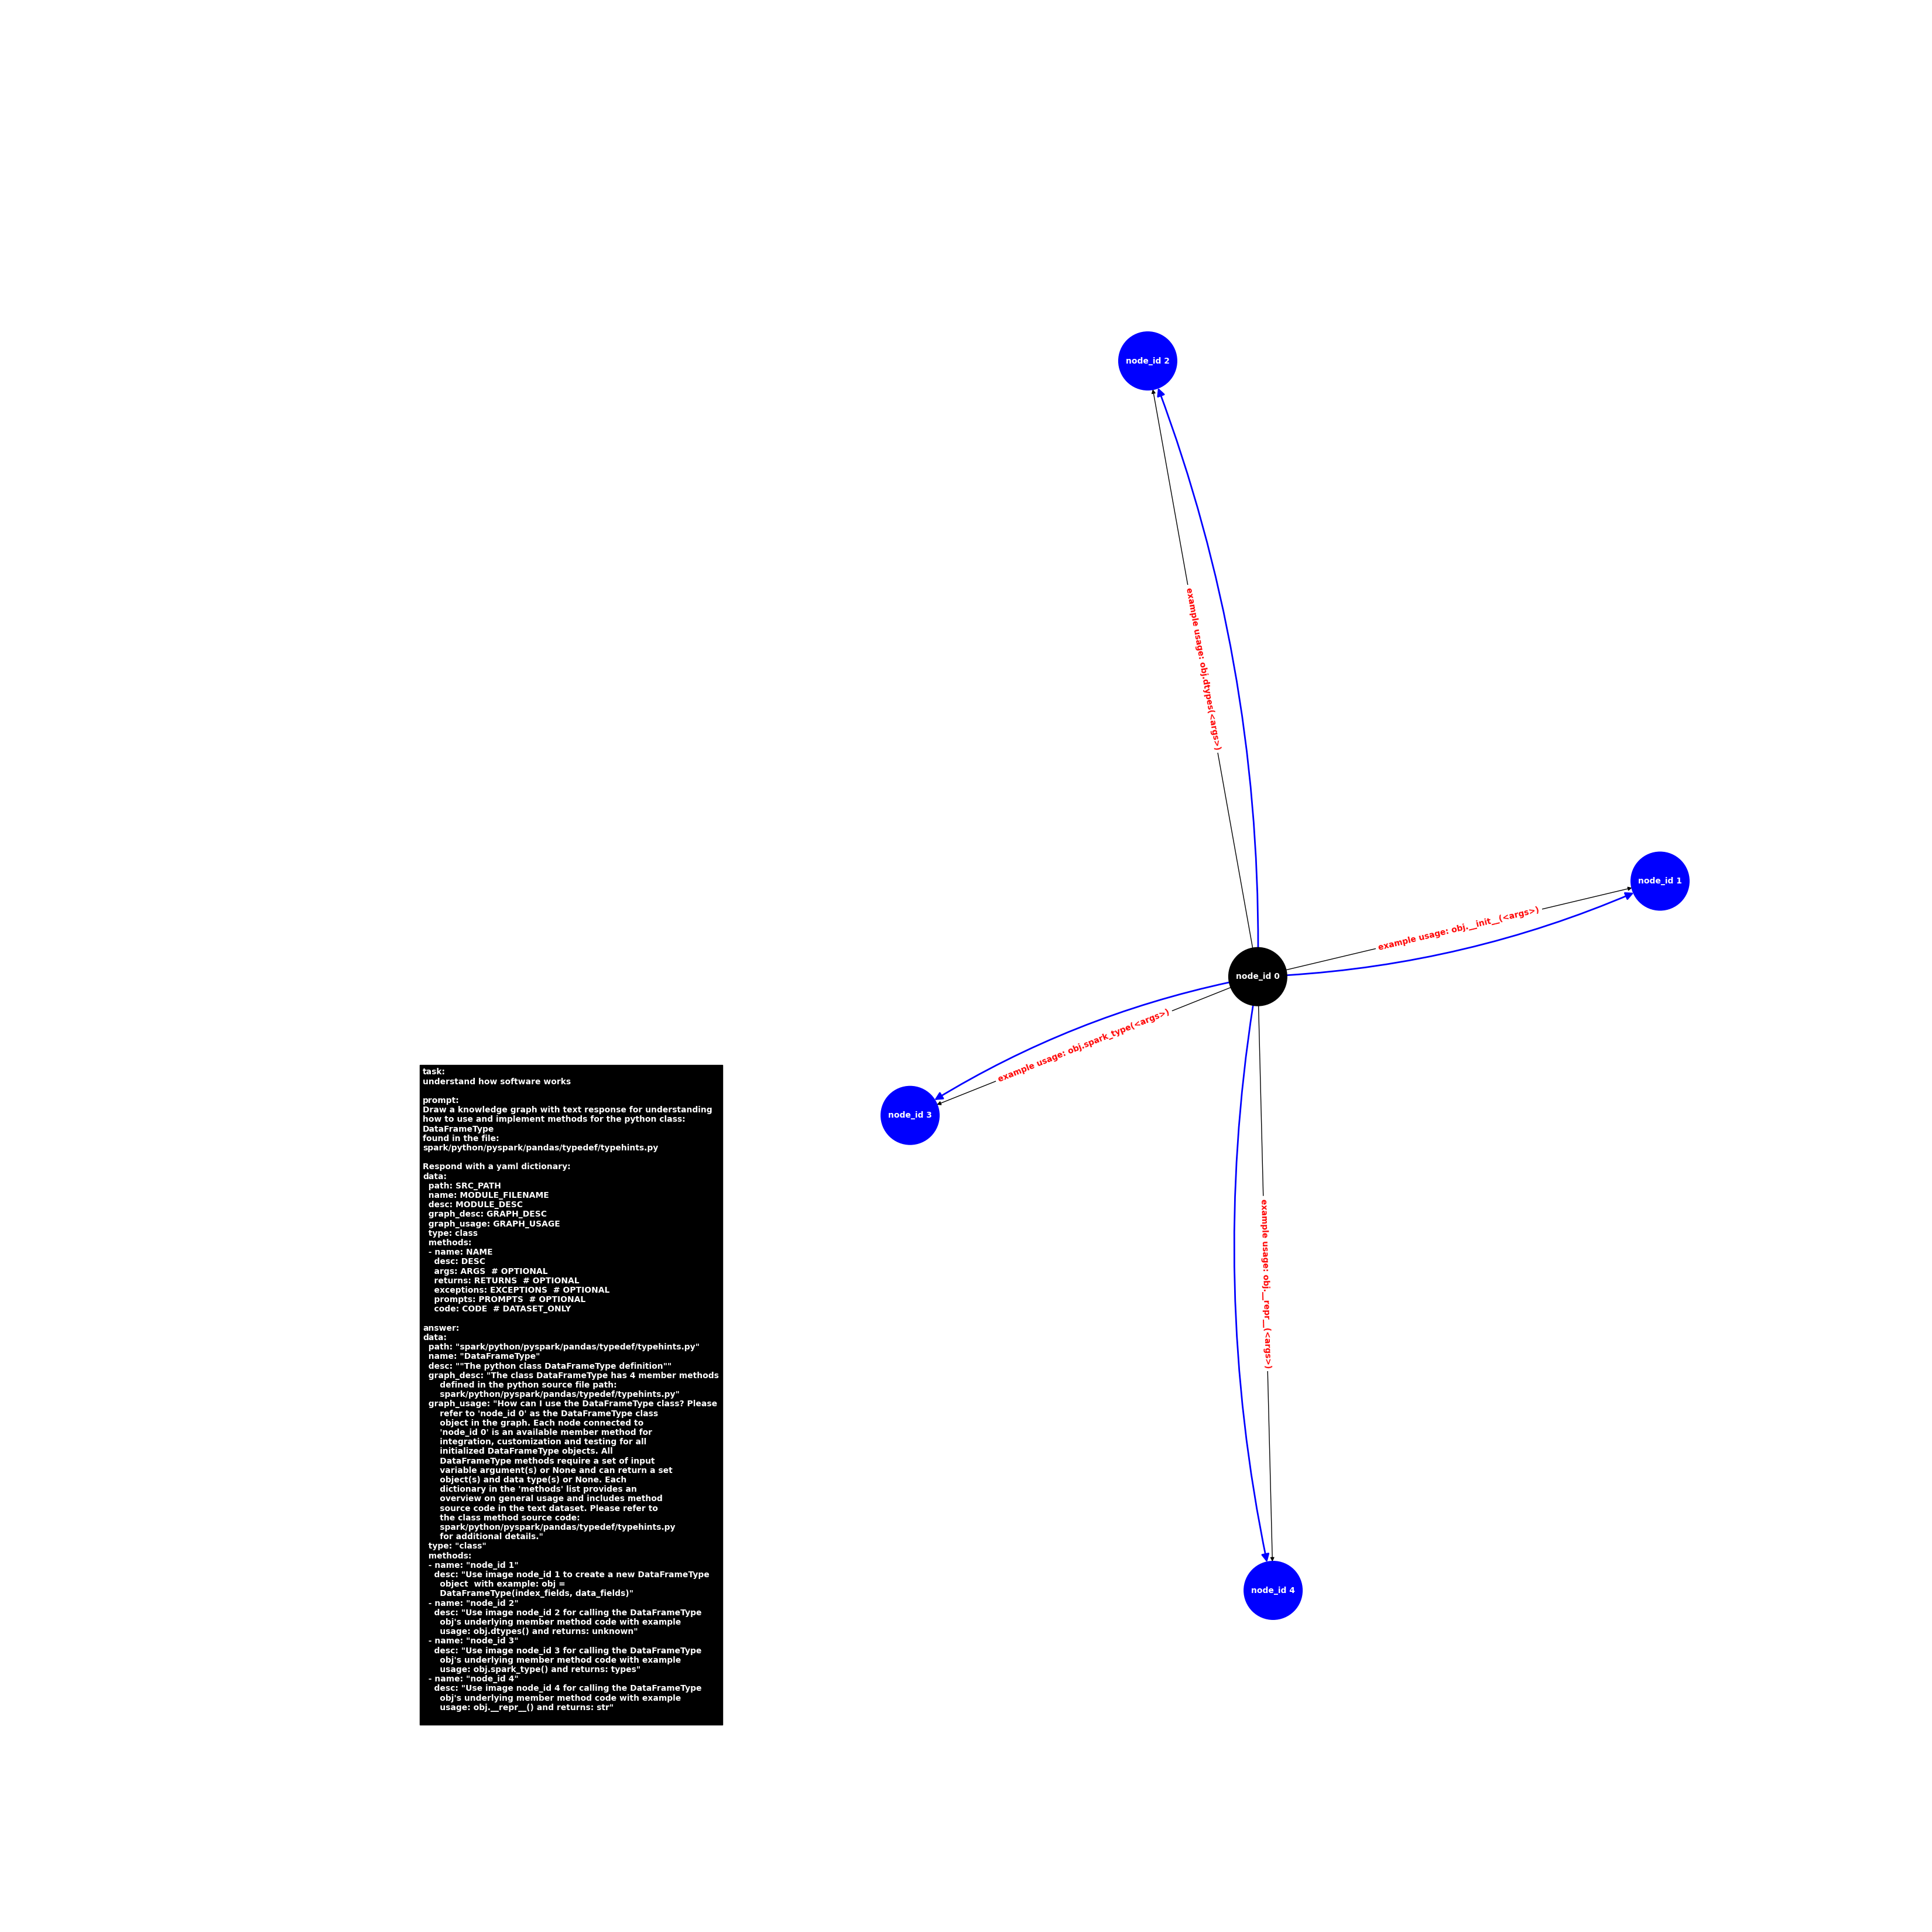 node_id 2
example usage: obj.dtypes(<args>)
node_id 1
example usage: obj.__init__(<args>)
node_id 0
example usage: obj.spark_type(<args>)
node_id 3
example usage: obj.__repr__(<args>)
node_id 4
task:
understand how software works

prompt:
Draw a knowledge graph with text response for understanding
how to use and implement methods for the python class:
DataFrameType
found in the file:
spark/python/pyspark/pandas/typedef/typehints.py

Respond with a yaml dictionary:
data:
  path: SRC_PATH
  name: MODULE_FILENAME
  desc: MODULE_DESC
  graph_desc: GRAPH_DESC
  graph_usage: GRAPH_USAGE
  type: class
  methods:
  - name: NAME
    desc: DESC
    args: ARGS  # OPTIONAL
    returns: RETURNS  # OPTIONAL
    exceptions: EXCEPTIONS  # OPTIONAL
    prompts: PROMPTS  # OPTIONAL
    code: CODE  # DATASET_ONLY

answer:
data:
  path: "spark/python/pyspark/pandas/typedef/typehints.py"
  name: "DataFrameType"
  desc: ""The python class DataFrameType definition""
  graph_desc: "The class DataFrameType has 4 member methods
      defined in the python source file path:
      spark/python/pyspark/pandas/typedef/typehints.py"
  graph_usage: "How can I use the DataFrameType class? Please
      refer to 'node_id 0' as the DataFrameType class
      object in the graph. Each node connected to
      'node_id 0' is an available member method for
      integration, customization and testing for all
      initialized DataFrameType objects. All
      DataFrameType methods require a set of input
      variable argument(s) or None and can return a set
      object(s) and data type(s) or None. Each
      dictionary in the 'methods' list provides an
      overview on general usage and includes method
      source code in the text dataset. Please refer to
      the class method source code:
      spark/python/pyspark/pandas/typedef/typehints.py
      for additional details."
  type: "class"
  methods:
  - name: "node_id 1"
    desc: "Use image node_id 1 to create a new DataFrameType
      object  with example: obj =
      DataFrameType(index_fields, data_fields)"
  - name: "node_id 2"
    desc: "Use image node_id 2 for calling the DataFrameType
      obj's underlying member method code with example
      usage: obj.dtypes() and returns: unknown"
  - name: "node_id 3"
    desc: "Use image node_id 3 for calling the DataFrameType
      obj's underlying member method code with example
      usage: obj.spark_type() and returns: types"
  - name: "node_id 4"
    desc: "Use image node_id 4 for calling the DataFrameType
      obj's underlying member method code with example
      usage: obj.__repr__() and returns: str"